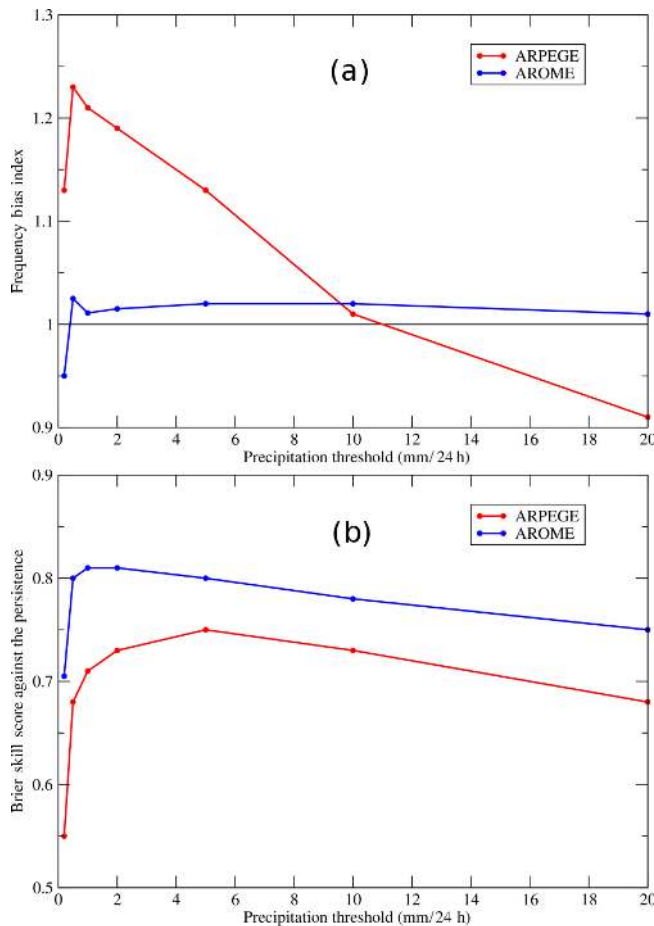 1.3
(a)
ARPEGE
AROME
1.2
Frequency bias index
1.1
1
0.9
0 2 4 6 8 10 12 14 16 18 20
Precipitation threshold (mm/24 h)
0.9
(b)
ARPEGE
AROME
0.8
Brier skill score against the persistence
0.7
0.6
0.5
0 2 4 6 8 10 12 14 16 18 20
Precipitation threshold (mm/24 h)